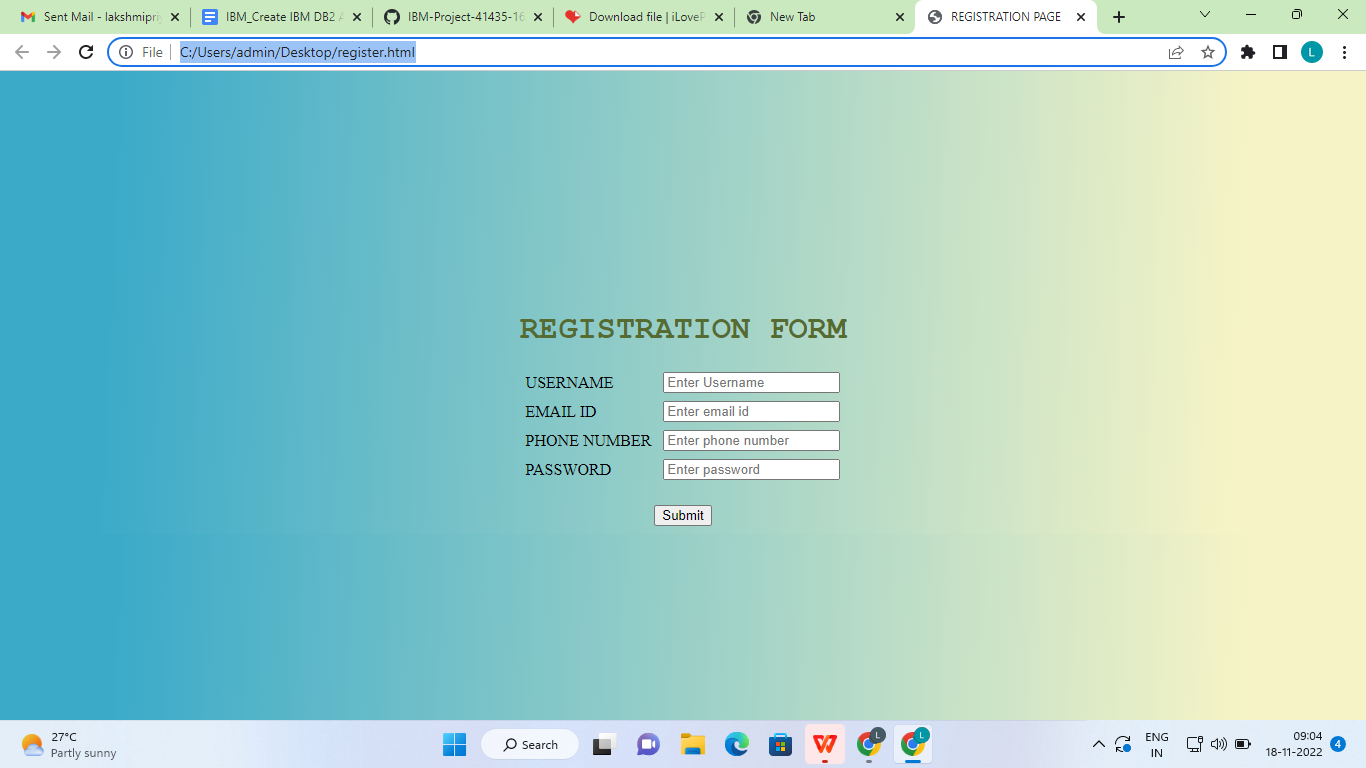 Sent Mail - lakshmipri
IBM_Create IBM DB2 A
IBM-Project-41435-16
Download file | iLoveP
New Tab
REGISTRATION PAGE
File
C:/Users/admin/Desktop/register.html
L
REGISTRATION FORM
USERNAME
Enter Username
EMAIL ID
Enter email id
PHONE NUMBER
Enter phone number
PASSWORD
Enter password
Submit
27°C
Partly sunny
Search
L
L
ENG
IN
09:04
18-11-2022
4